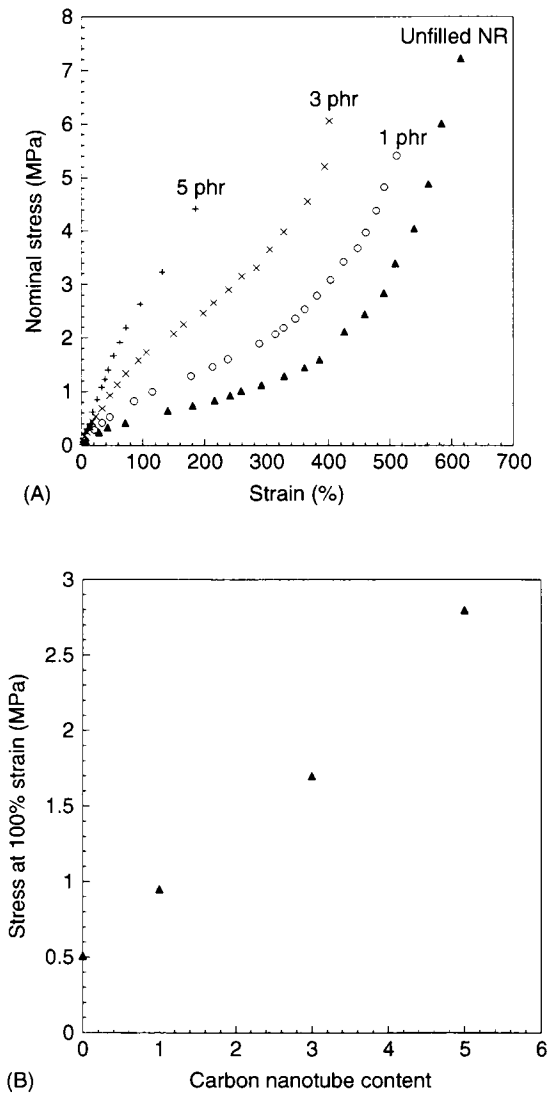 8
7
6
5
4
3
2
1
0
Nominal stress (MPa)
Unfilled NR
3 phr
1 phr
5 phr
0 100 200 300 400 500 600 700
(A)
Strain (%)
3
2.5
2
1.5
1
0.5
0
Stress at 100% strain (MPa)
0 1 2 3 4 5 6
(B)
Carbon nanotube content